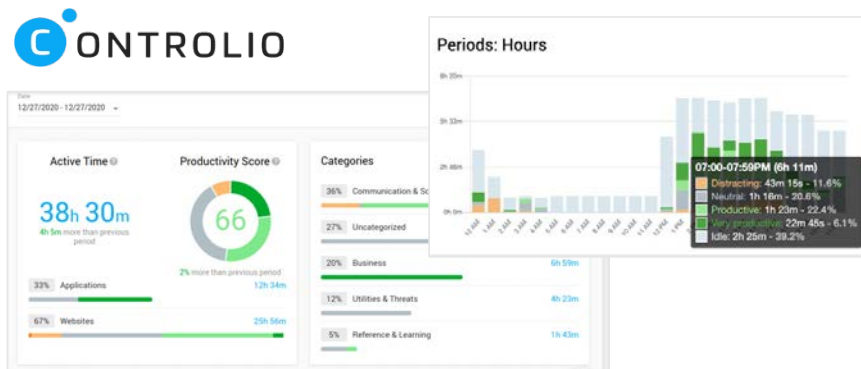 CONTROLIO
Date
12/27/2020 - 12/27/2020
Active Time
38h 30m
4h 5m more than previous
period
Productivity Score
66
2% more than previous period
33% Applications 12h 34m
67% Websites 25h 56m
Categories
36% Communication & Sc
27% Uncategorized
20% Business 6h 59m
12% Utilities & Threats 4h 23m
5% Reference & Learning 1h 43m
Periods: Hours
8h 20m
5h 33m
2h 46m
0h 0m
12 AM
1 AM
2 AM
3 AM
4 AM
5 AM
6 AM
7 AM
8 AM
9 AM
10 AM
11 AM
12 PM
1 PM
07:00-07:59PM (6h 11m)
Distracting: 43m 15s - 11.6%
Neutral: 1h 16m - 20.6%
Productive: 1h 23m - 22.4%
Very productive: 22m 45s - 6.1%
Idle: 2h 25m - 39.2%